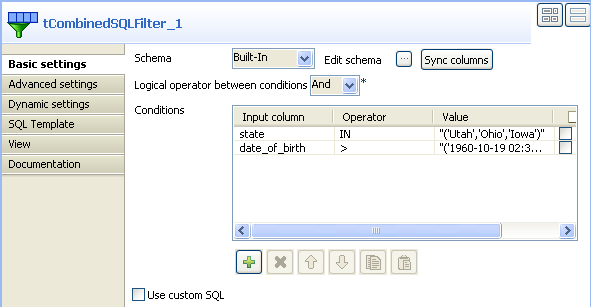 tCombinedSQLFilter_1
Basic settings
Advanced settings
Dynamic settings
SQL Template
View
Documentation
Schema Built-In Edit schema ... Sync columns
Logical operator between conditions And *
Conditions
Input column Operator Value
state IN "('Utah','Ohio','Iowa')"
date_of_birth > "('1960-10-19 02:3...
Use custom SQL